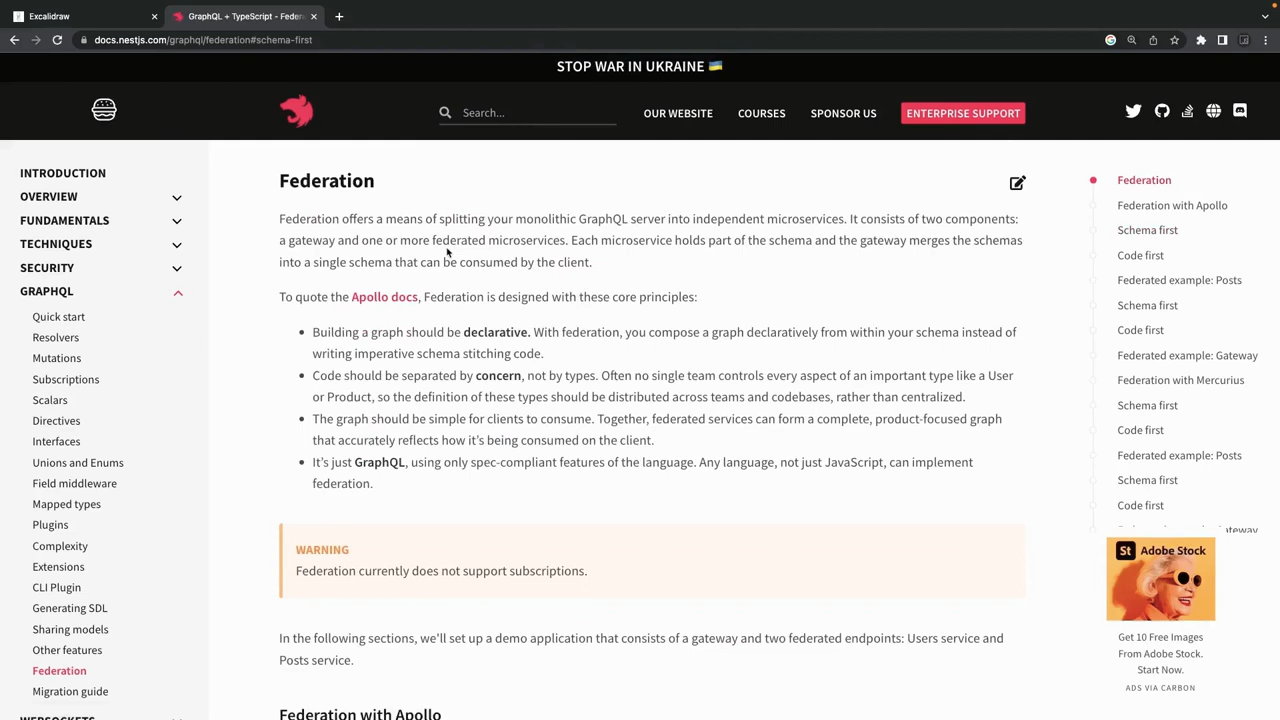 Excalidraw
GraphQL + TypeScript - Feder
docs.nestjs.com/graphql/federation#schema-first
STOP WAR IN UKRAINE
Search...
OUR WEBSITE
COURSES
SPONSOR US
ENTERPRISE SUPPORT
INTRODUCTION
OVERVIEW
FUNDAMENTALS
TECHNIQUES
SECURITY
GRAPHQL
Quick start
Resolvers
Mutations
Subscriptions
Scalars
Directives
Interfaces
Unions and Enums
Field middleware
Mapped types
Plugins
Complexity
Extensions
CLI Plugin
Generating SDL
Sharing models
Other features
Federation
Migration guide
WEBSOCKETS
Federation
Federation offers a means of splitting your monolithic GraphQL server into independent microservices. It consists of two components:
a gateway and one or more federated microservices. Each microservice holds part of the schema and the gateway merges the schemas
into a single schema that can be consumed by the client.
To quote the Apollo docs, Federation is designed with these core principles:
• Building a graph should be declarative. With federation, you compose a graph declaratively from within your schema instead of
writing imperative schema stitching code.
• Code should be separated by concern, not by types. Often no single team controls every aspect of an important type like a User
or Product, so the definition of these types should be distributed across teams and codebases, rather than centralized.
• The graph should be simple for clients to consume. Together, federated services can form a complete, product-focused graph
that accurately reflects how it's being consumed on the client.
• It's just GraphQL, using only spec-compliant features of the language. Any language, not just JavaScript, can implement
federation.
WARNING
Federation currently does not support subscriptions.
In the following sections, we'll set up a demo application that consists of a gateway and two federated endpoints: Users service and
Posts service.
Federation with Apollo
Federation
Federation with Apollo
Schema first
Code first
Federated example: Posts
Schema first
Code first
Federated example: Gateway
Federation with Mercurius
Schema first
Code first
Federated example: Posts
Schema first
Code first
Federated example: Gateway
St Adobe Stock
Get 10 Free Images
From Adobe Stock.
Start Now.
ADS VIA CARBON